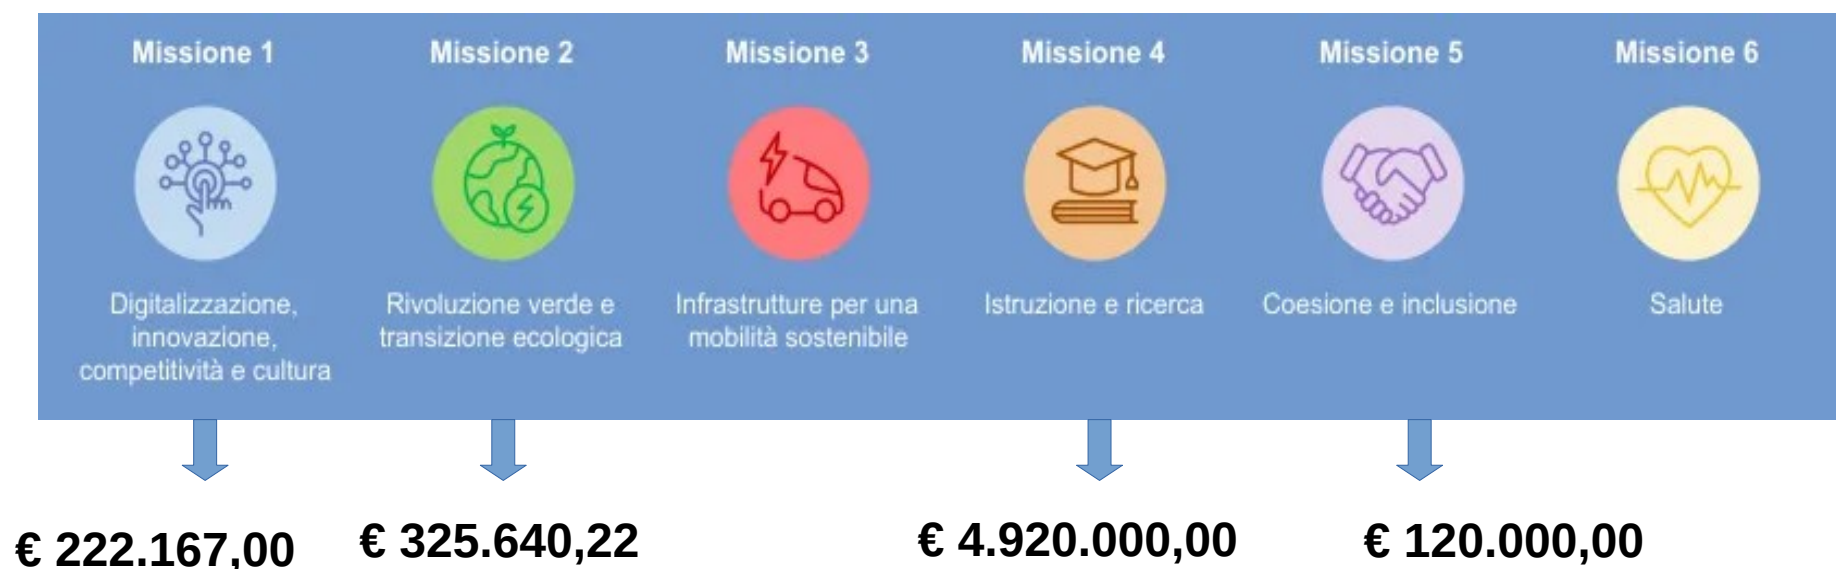 Missione 1
Missione 2
Missione 3
Missione 4
Missione 5
Missione 6
Digitalizzazione,
innovazione,
competitività e cultura
Rivoluzione verde e
transizione ecologica
Infrastrutture per una
mobilità sostenibile
Istruzione e ricerca
Coesione e inclusione
Salute
€ 222.167,00
€ 325.640,22
€ 4.920.000,00
€ 120.000,00